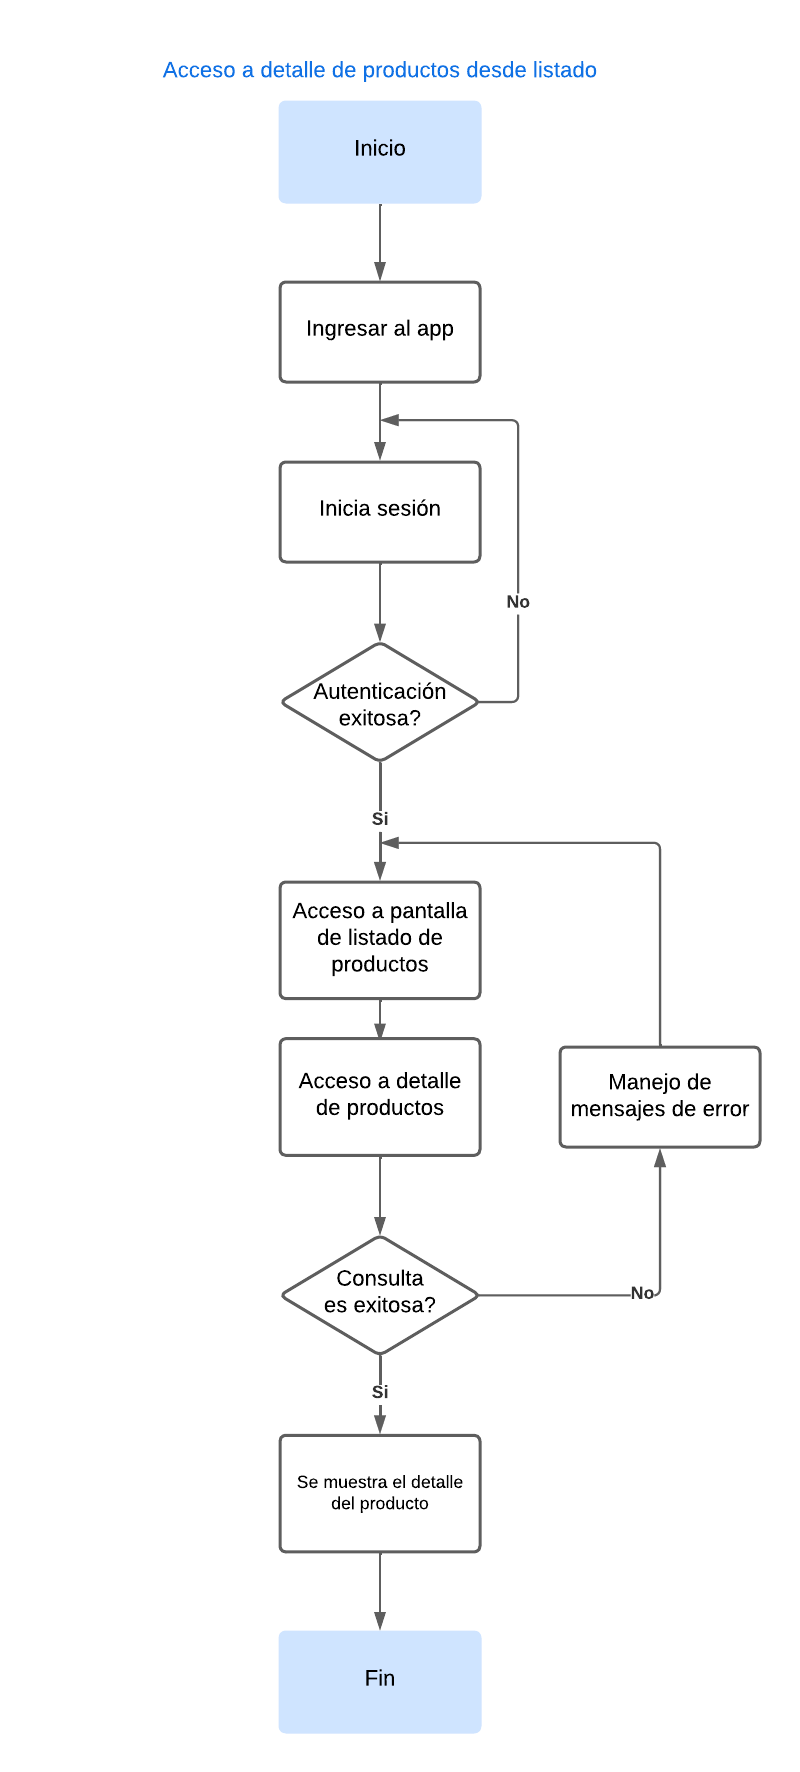 Acceso a detalle de productos desde listado
Inicio
Ingresar al app
Inicia sesión
No
Autenticación
exitosa?
Si
Acceso a pantalla
de listado de
productos
Acceso a detalle
de productos
Manejo de
mensajes de error
Consulta
es exitosa?
No
Si
Se muestra el detalle
del producto
Fin